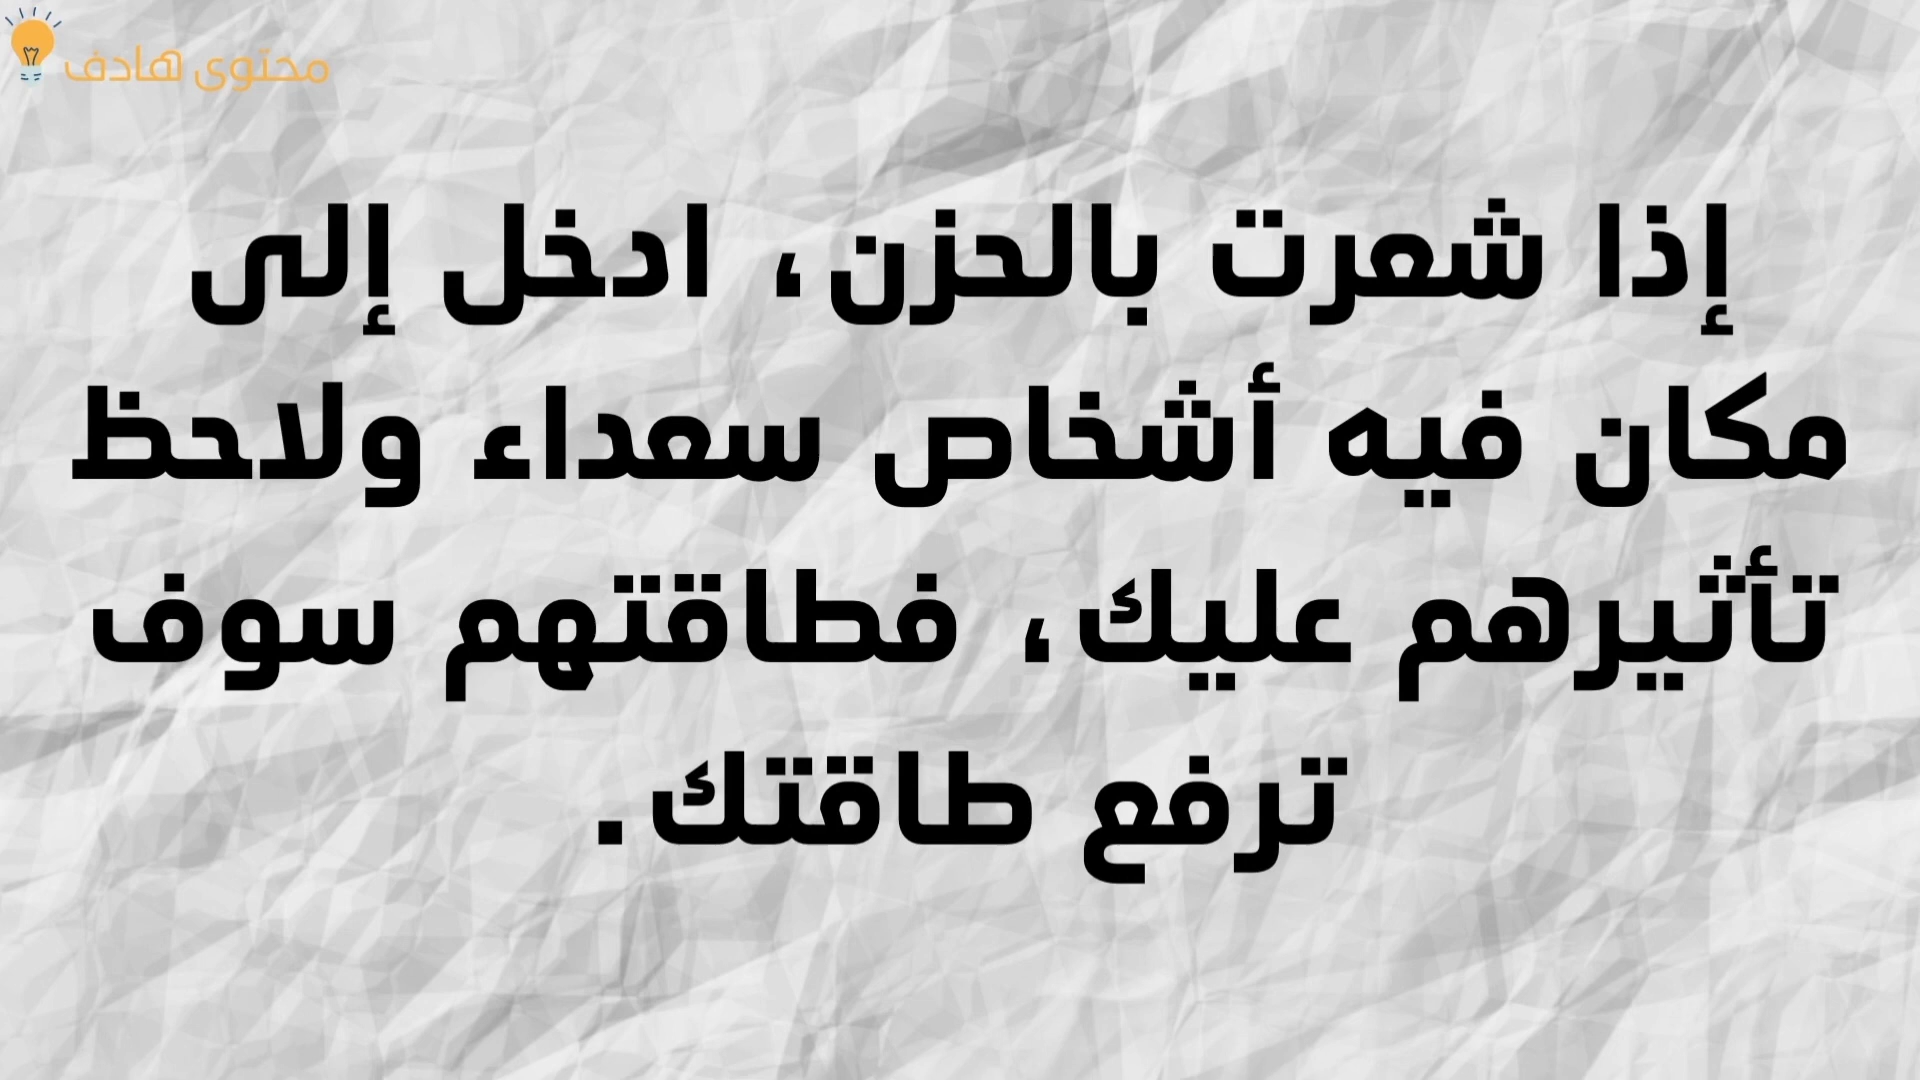 محتوى هادف
إذا شعرت بالحزن، ادخل إلى
مكان فيه أشخاص سعداء ولاحظ
تأثيرهم عليك، فطاقتهم سوف
ترفع طاقتك.